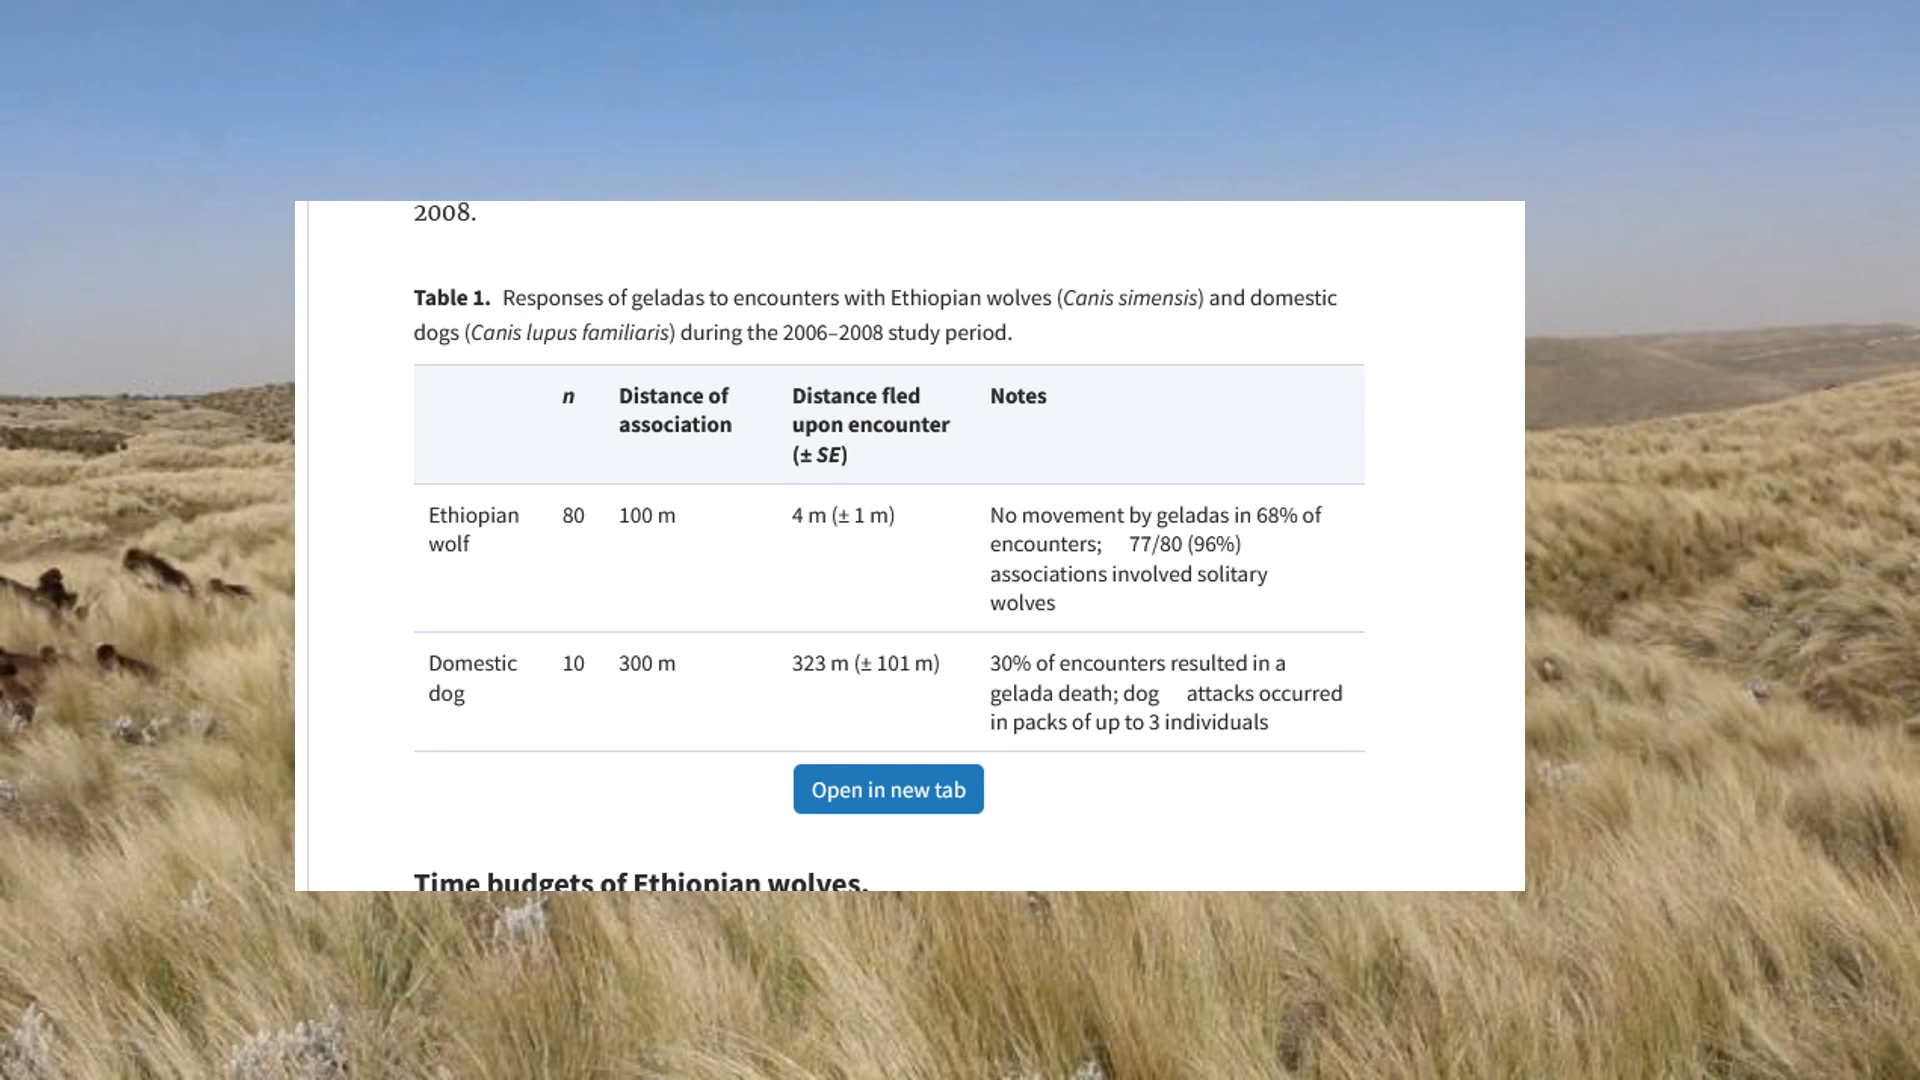 2008.
Table 1. Responses of geladas to encounters with Ethiopian wolves (Canis simensis) and domestic
dogs (Canis lupus familiaris) during the 2006–2008 study period.
n
Distance of
association
Distance fled
upon encounter
(± SE)
Notes
Ethiopian
wolf
80
100 m
4 m (± 1 m)
No movement by geladas in 68% of
encounters; 77/80 (96%)
associations involved solitary
wolves
Domestic
dog
10
300 m
323 m (± 101 m)
30% of encounters resulted in a
gelada death; dog attacks occurred
in packs of up to 3 individuals
Open in new tab
Time budgets of Ethiopian wolves.